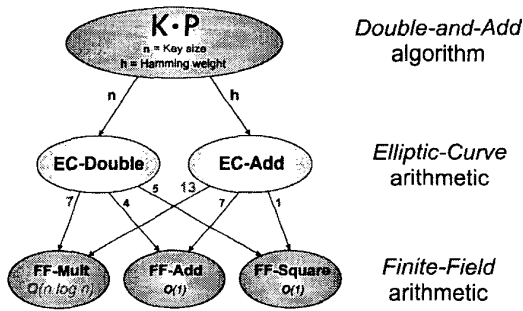 K·P
n = Key size
h = Hamming weight
Double-and-Add
algorithm
n
h
EC-Double
EC-Add
Elliptic-Curve
arithmetic
7
4
5
13
7
1
FF-Mult
O(n log n)
FF-Add
O(1)
FF-Square
O(1)
Finite-Field
arithmetic